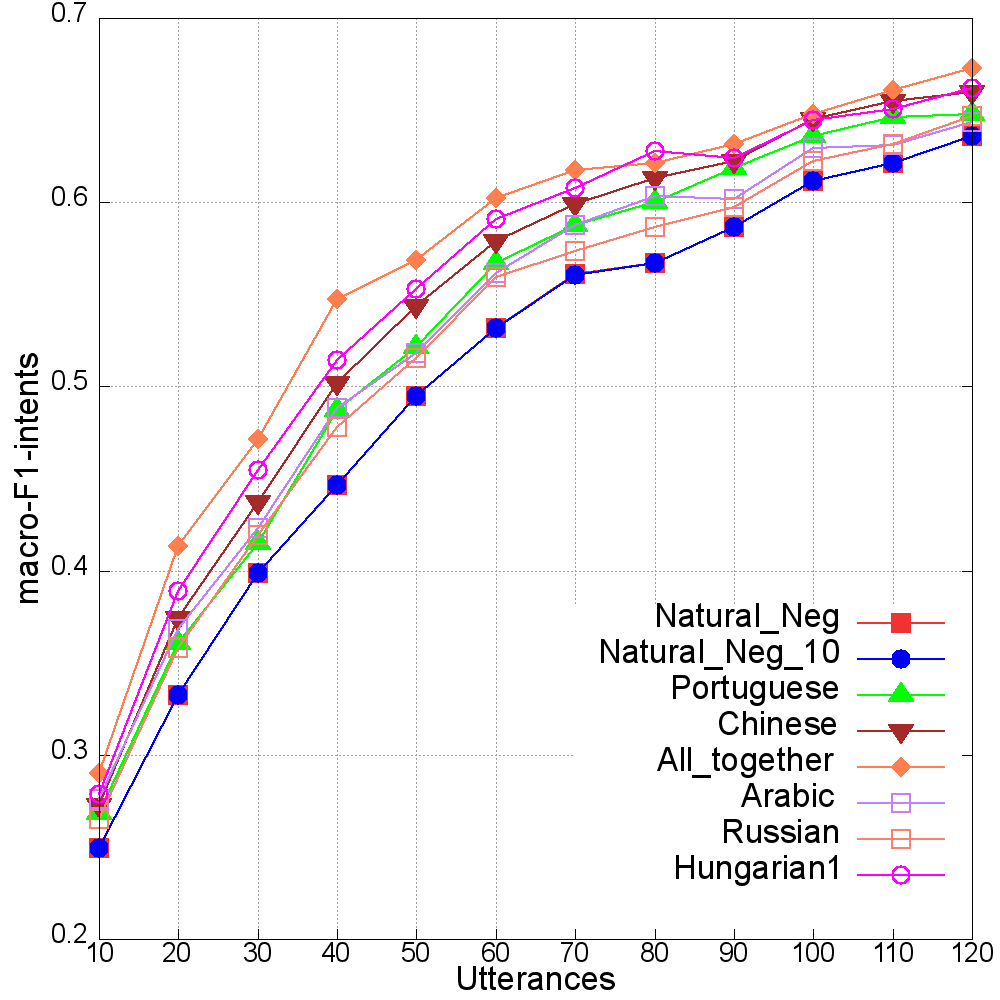 0.7
0.6
0.5
0.4
0.3
0.2
macro-F1-intents
Natural_Neg
Natural_Neg_10
Portuguese
Chinese
All_together
Arabic
Russian
Hungarian1
10 20 30 40 50 60 70 80 90 100 110 120
Utterances